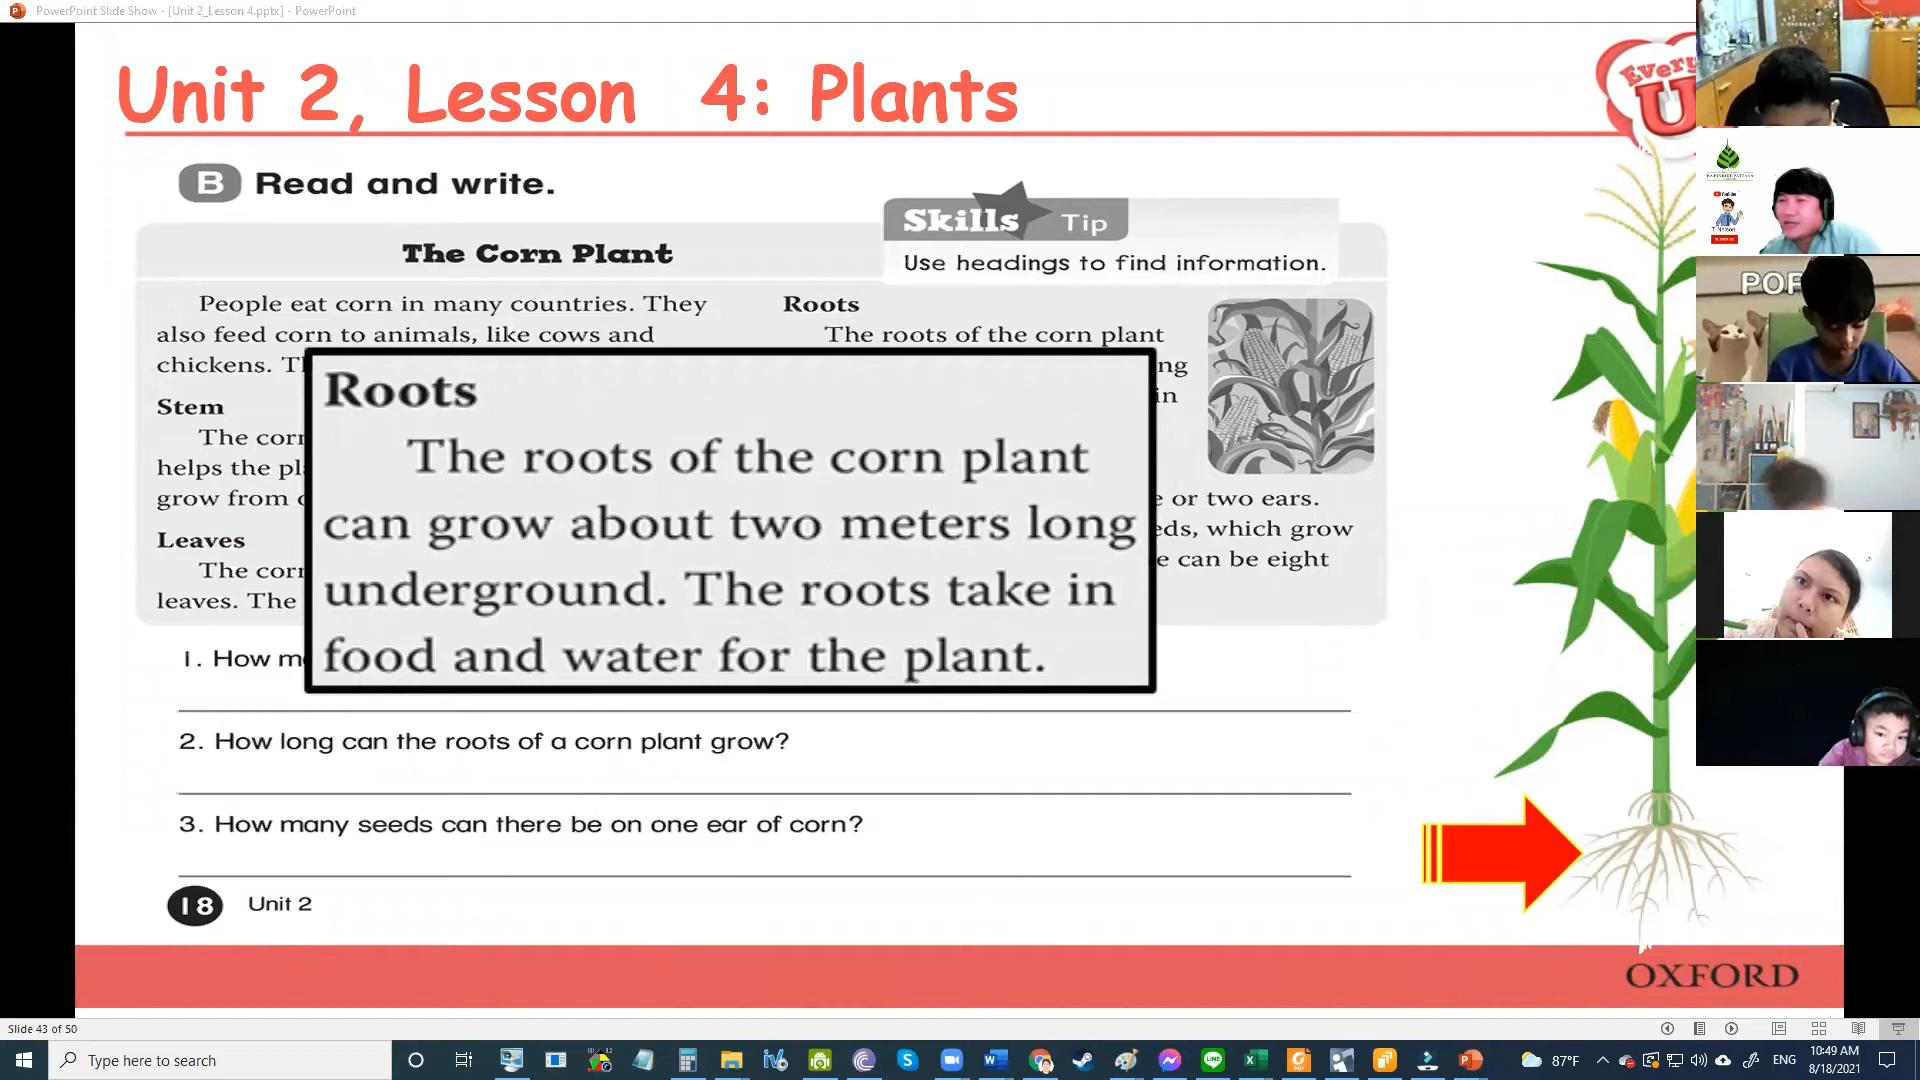 PowerPoint Slide Show - [Unit 2_Lesson 4.pptx] - PowerPoint
Unit 2, Lesson 4: Plants
Every
U
B Read and write.
Skills Tip
Use headings to find information.
The Corn Plant
People eat corn in many countries. They
also feed corn to animals, like cows and
chickens.
Stem
The
helps the
grow from
Leaves
The
leaves. The
Roots
The roots of the corn plant
in
or two ears.
which grow
can be eight
Roots
The roots of the corn plant
can grow about two meters long
underground. The roots take in
food and water for the plant.
1. How
2. How long can the roots of a corn plant grow?
3. How many seeds can there be on one ear of corn?
18 Unit 2
OXFORD
YouTube
T. Nelson
SUBSCRIBE
Slide 43 of 50
Type here to search
87°F
ENG
10:49 AM
8/18/2021